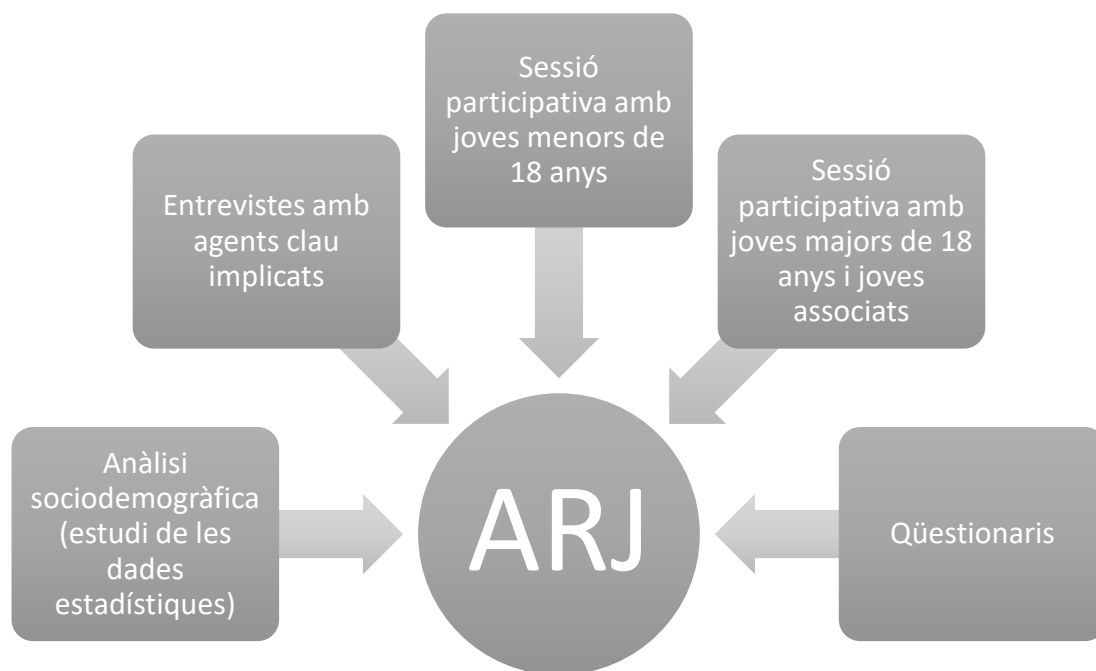 Sessió
participativa amb
joves menors de
18 anys
Entrevistes amb
agents clau
implicats
Sessió
participativa amb
joves majors de 18
anys i joves
associats
Anàlisi
sociodemogràfica
(estudi de les
dades
estadístiques)
ARJ
Qüestionaris